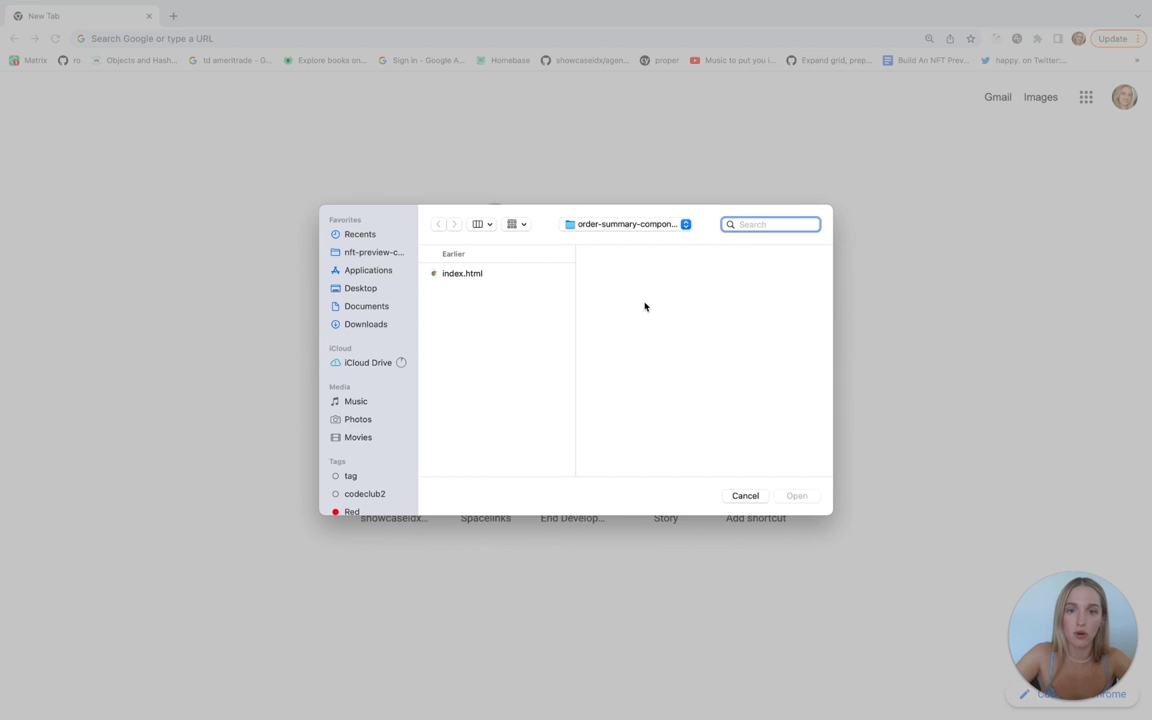 New Tab
Search Google or type a URL
Update
Matrix
ro
Objects and Hash...
td ameritrade - G...
Explore books on...
Sign in - Google A...
Homebase
showcaseidx/agen...
proper
Music to put you i...
Expand grid, prep...
Build An NFT Prev...
happy. on Twitter:...
»
Gmail
Images
Favorites
Recents
nft-preview-c...
Applications
Desktop
Documents
Downloads
iCloud
iCloud Drive
Media
Music
Photos
Movies
Tags
tag
codeclub2
Red
order-summary-compon...
Search
Earlier
index.html
Cancel
Open
showcaseidx...
Spacelinks
End Develop...
Story
Add shortcut